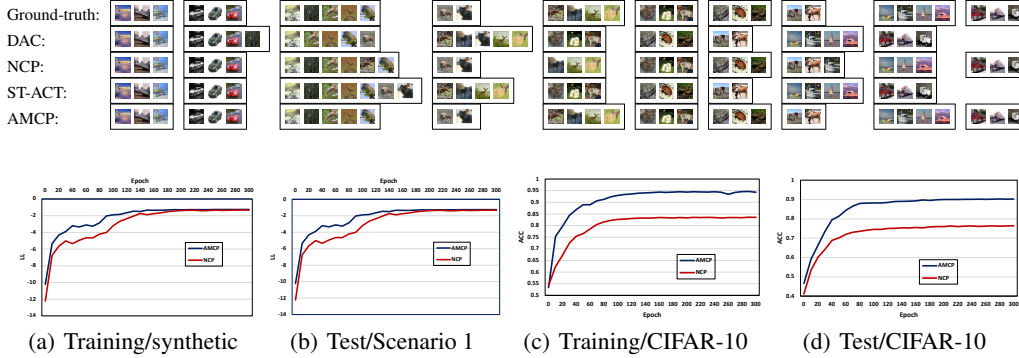 Ground-truth:
DAC:
NCP:
ST-ACT:
AMCP:
Epoch
0 20 40 60 80 100 120 140 160 180 200 220 240 260 280 300
0
-2
-4
-6
-8
-10
-12
-14
LL
AMCP
NCP
Epoch
0 20 40 60 80 100 120 140 160 180 200 220 240 260 280 300
0
-2
-4
-6
-8
-10
-12
-14
LL
AMCP
NCP
1
0.95
0.9
0.85
0.8
0.75
0.7
0.65
0.6
0.55
0.5
ACC
AMCP
NCP
0 20 40 60 80 100 120 140 160 180 200 220 240 260 280 300
Epoch
1
0.9
0.8
0.7
0.6
0.5
0.4
ACC
AMCP
NCP
0 20 40 60 80 100 120 140 160 180 200 220 240 260 280 300
Epoch
(a) Training/synthetic (b) Test/Scenario 1 (c) Training/CIFAR-10 (d) Test/CIFAR-10